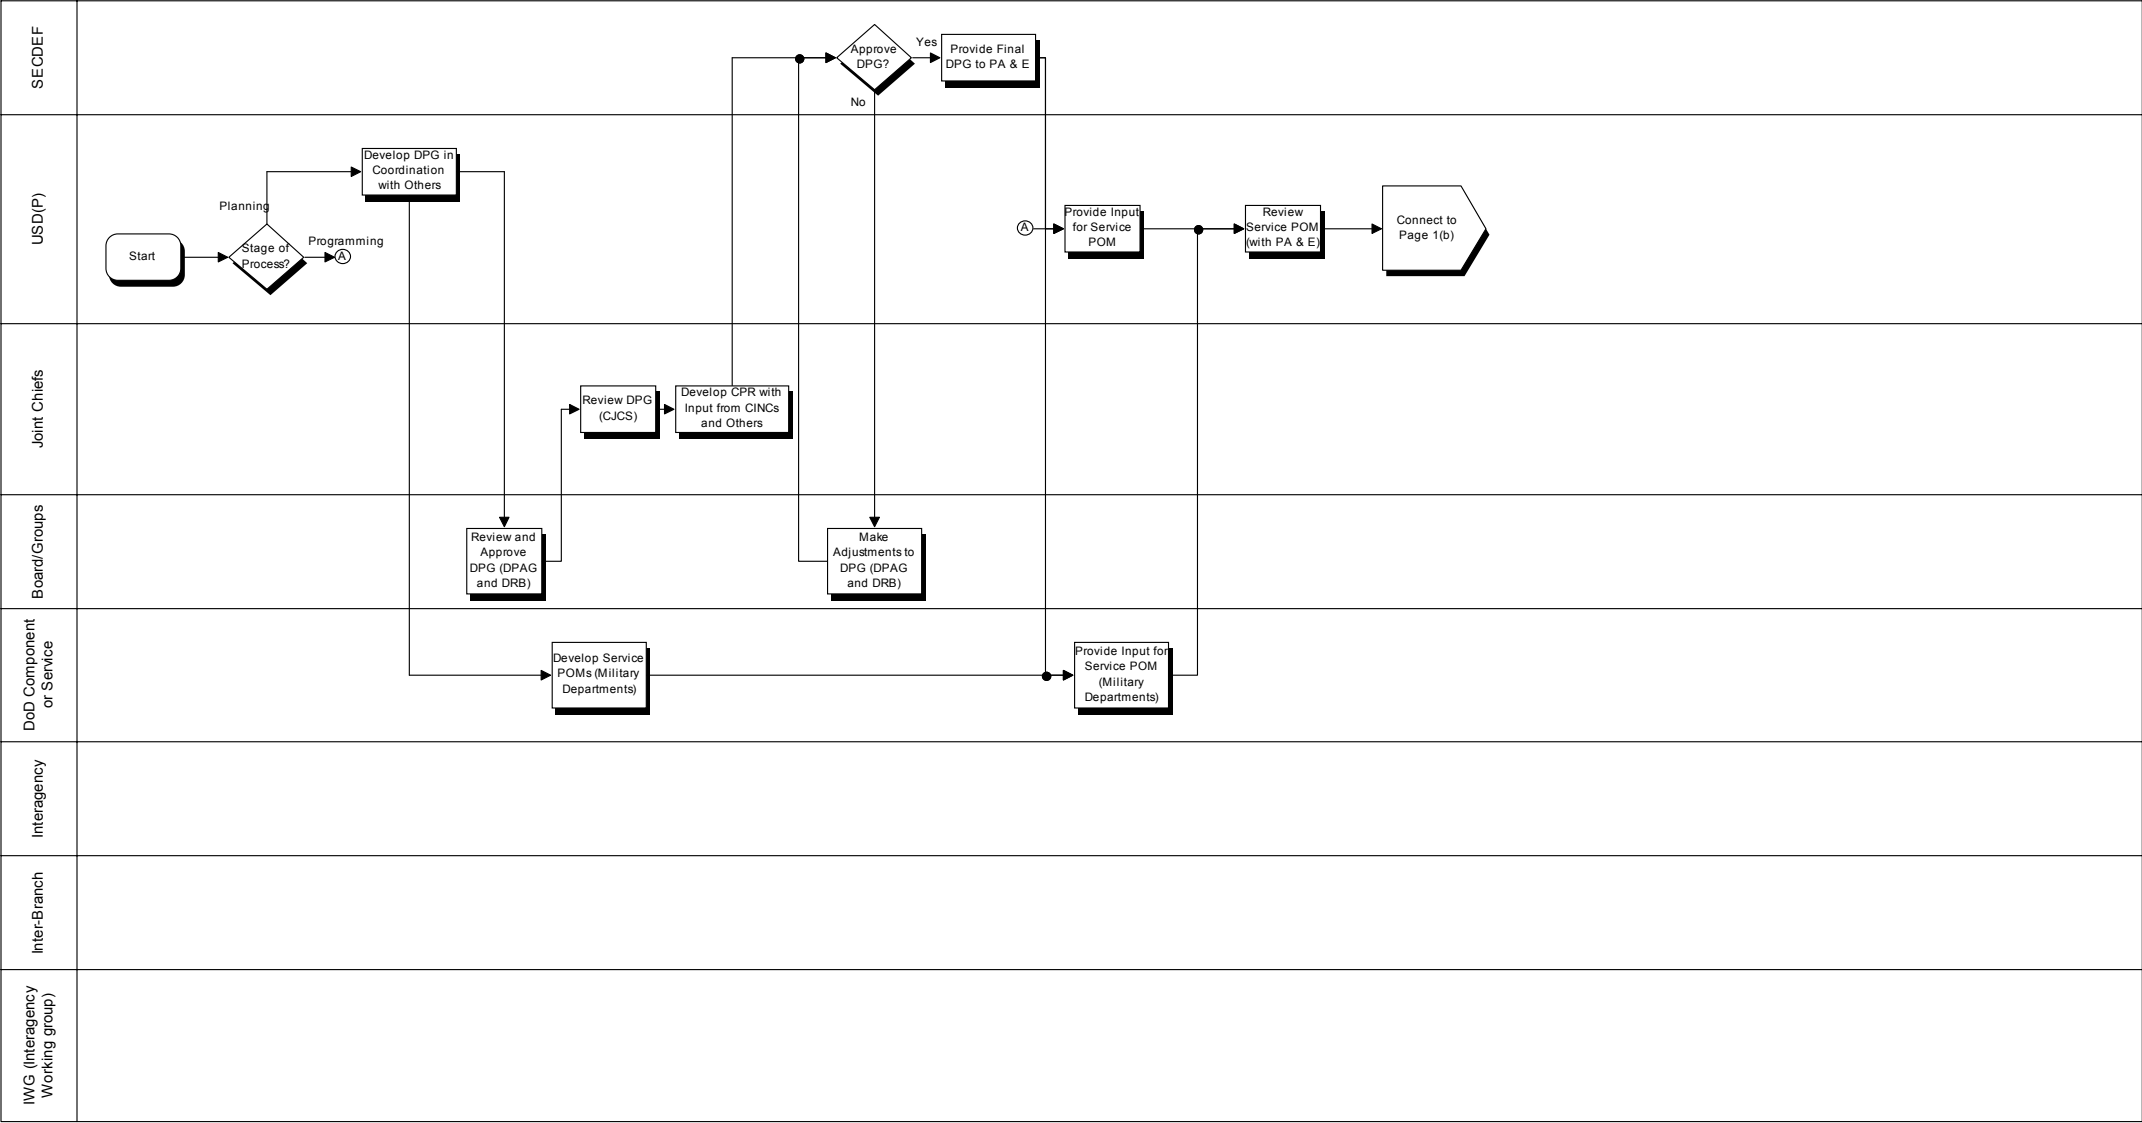 SECDEF
Approve
DPG?
Yes
No
Provide Final
DPG to PA & E
USD(P)
Start
Planning
Stage of
Process?
Programming
A
Develop DPG in
Coordination
with Others
A
Provide Input
for Service
POM
Review
Service POM
(with PA & E)
Connect to
Page 1(b)
Joint Chiefs
Review DPG
(CJCS)
Develop CPR with
Input from CINCs
and Others
Board/Groups
Review and
Approve
DPG (DPAG
and DRB)
Make
Adjustments to
DPG (DPAG
and DRB)
DoD Component
or Service
Develop Service
POMs (Military
Departments)
Provide Input for
Service POM
(Military
Departments)
Interagency
Inter-Branch
IWG (Interagency
Working group)